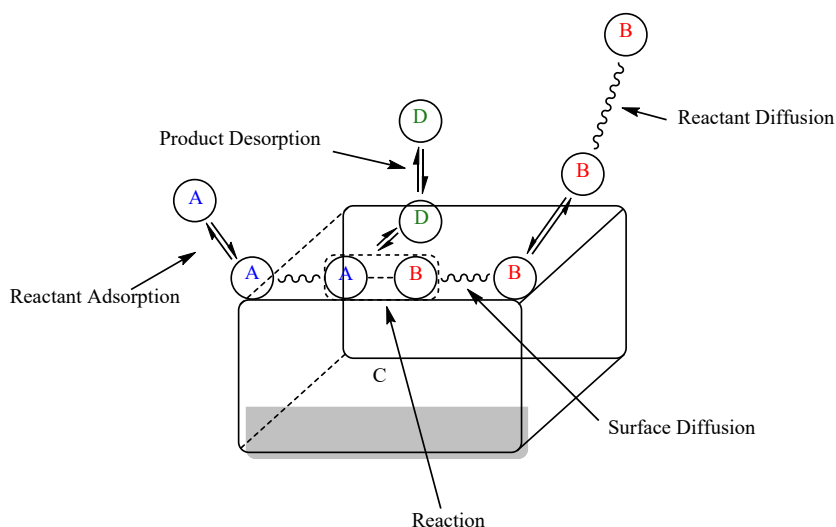 B
Reactant Diffusion
D
Product Desorption
B
A
D
A
A
B
B
Reactant Adsorption
C
Surface Diffusion
Reaction